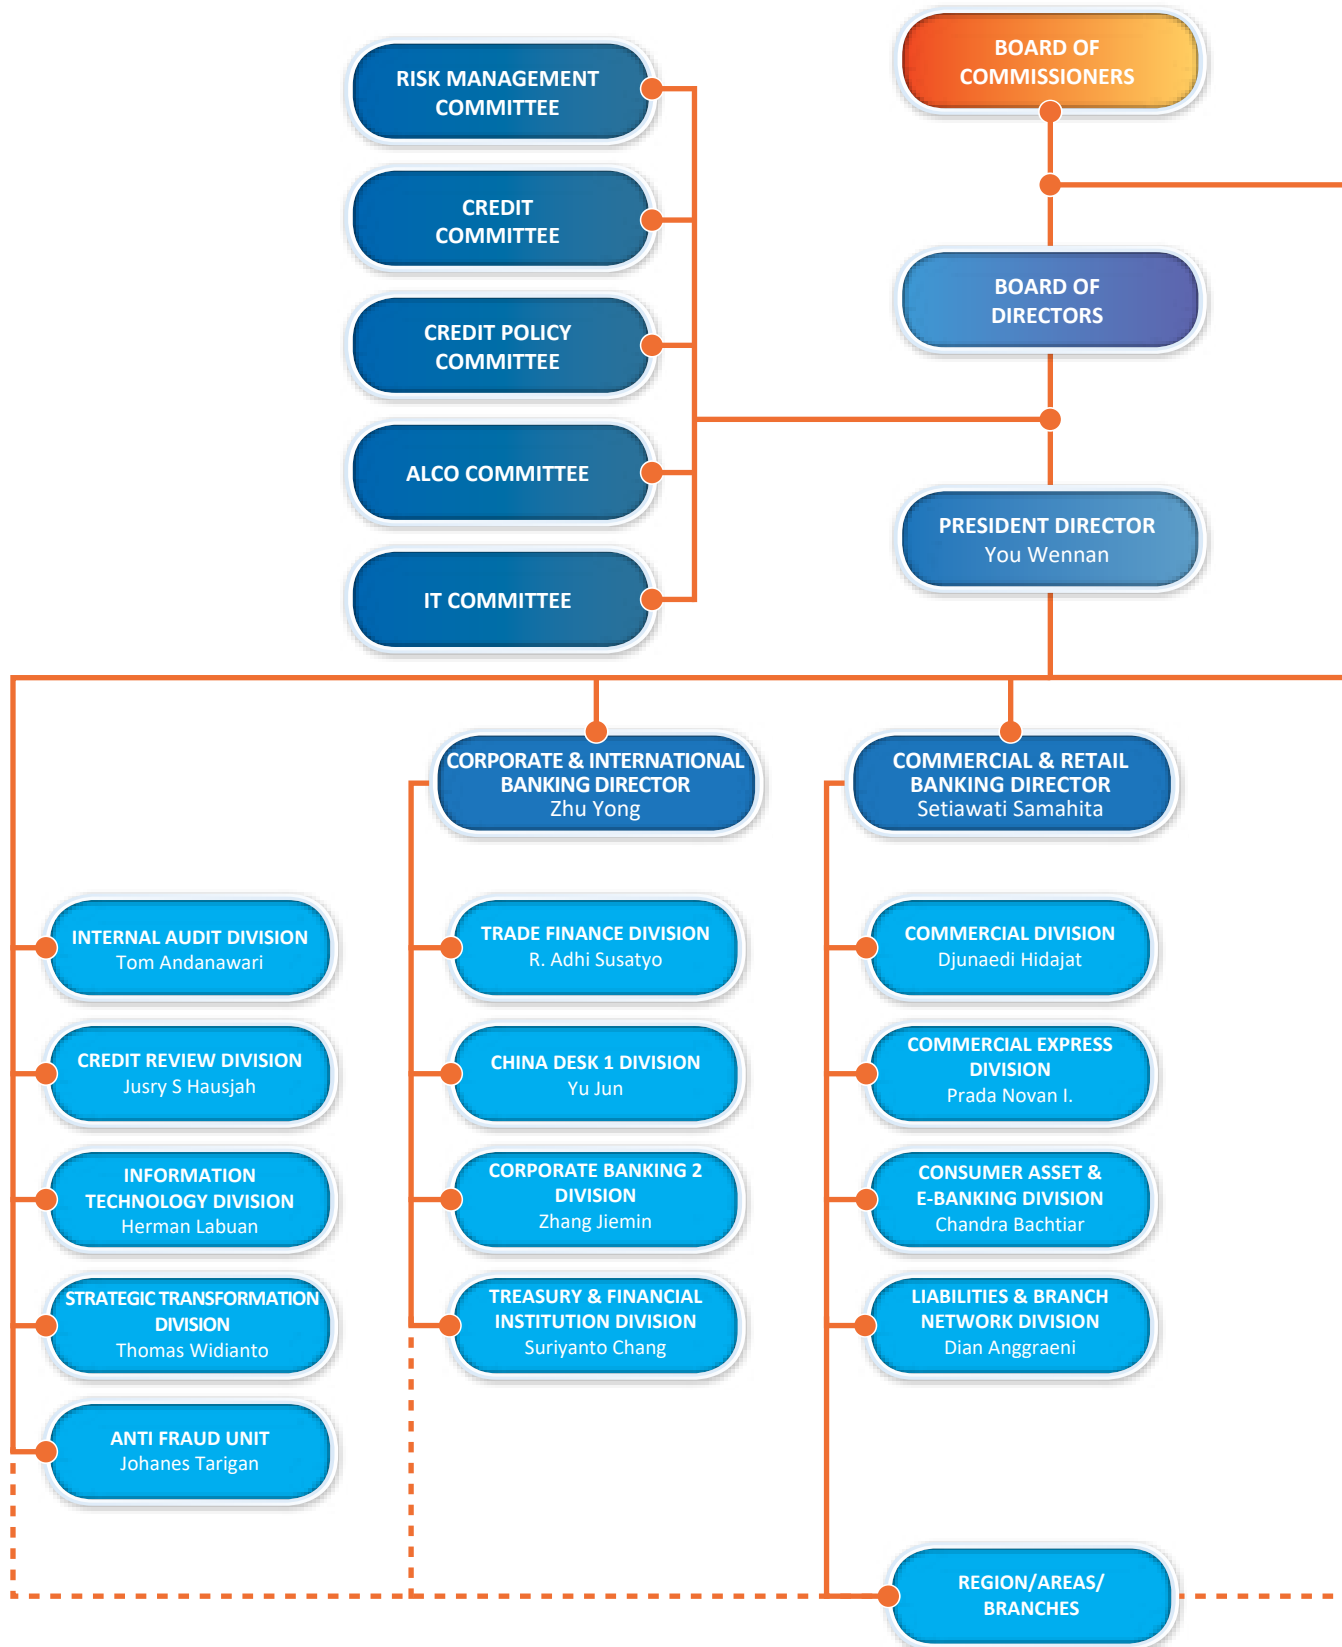 BOARD OF
COMMISSIONERS
RISK MANAGEMENT
COMMITTEE
CREDIT
COMMITTEE
BOARD OF
DIRECTORS
CREDIT POLICY
COMMITTEE
ALCO COMMITTEE
PRESIDENT DIRECTOR
You Wennan
IT COMMITTEE
CORPORATE & INTERNATIONAL
BANKING DIRECTOR
Zhu Yong
COMMERCIAL & RETAIL
BANKING DIRECTOR
Setiawati Samahita
INTERNAL AUDIT DIVISION
Tom Andanawari
CREDIT REVIEW DIVISION
Jusry S Hausjah
INFORMATION
TECHNOLOGY DIVISION
Herman Labuan
STRATEGIC TRANSFORMATION
DIVISION
Thomas Widianto
ANTI FRAUD UNIT
Johanes Tarigan
TRADE FINANCE DIVISION
R. Adhi Susatyo
CHINA DESK 1 DIVISION
Yu Jun
CORPORATE BANKING 2
DIVISION
Zhang Jiemin
TREASURY & FINANCIAL
INSTITUTION DIVISION
Suriyanto Chang
COMMERCIAL DIVISION
Djunaedi Hidajat
COMMERCIAL EXPRESS
DIVISION
Prada Novan I.
CONSUMER ASSET &
E-BANKING DIVISION
Chandra Bachtiar
LIABILITIES & BRANCH
NETWORK DIVISION
Dian Anggraeni
REGION/AREAS/
BRANCHES